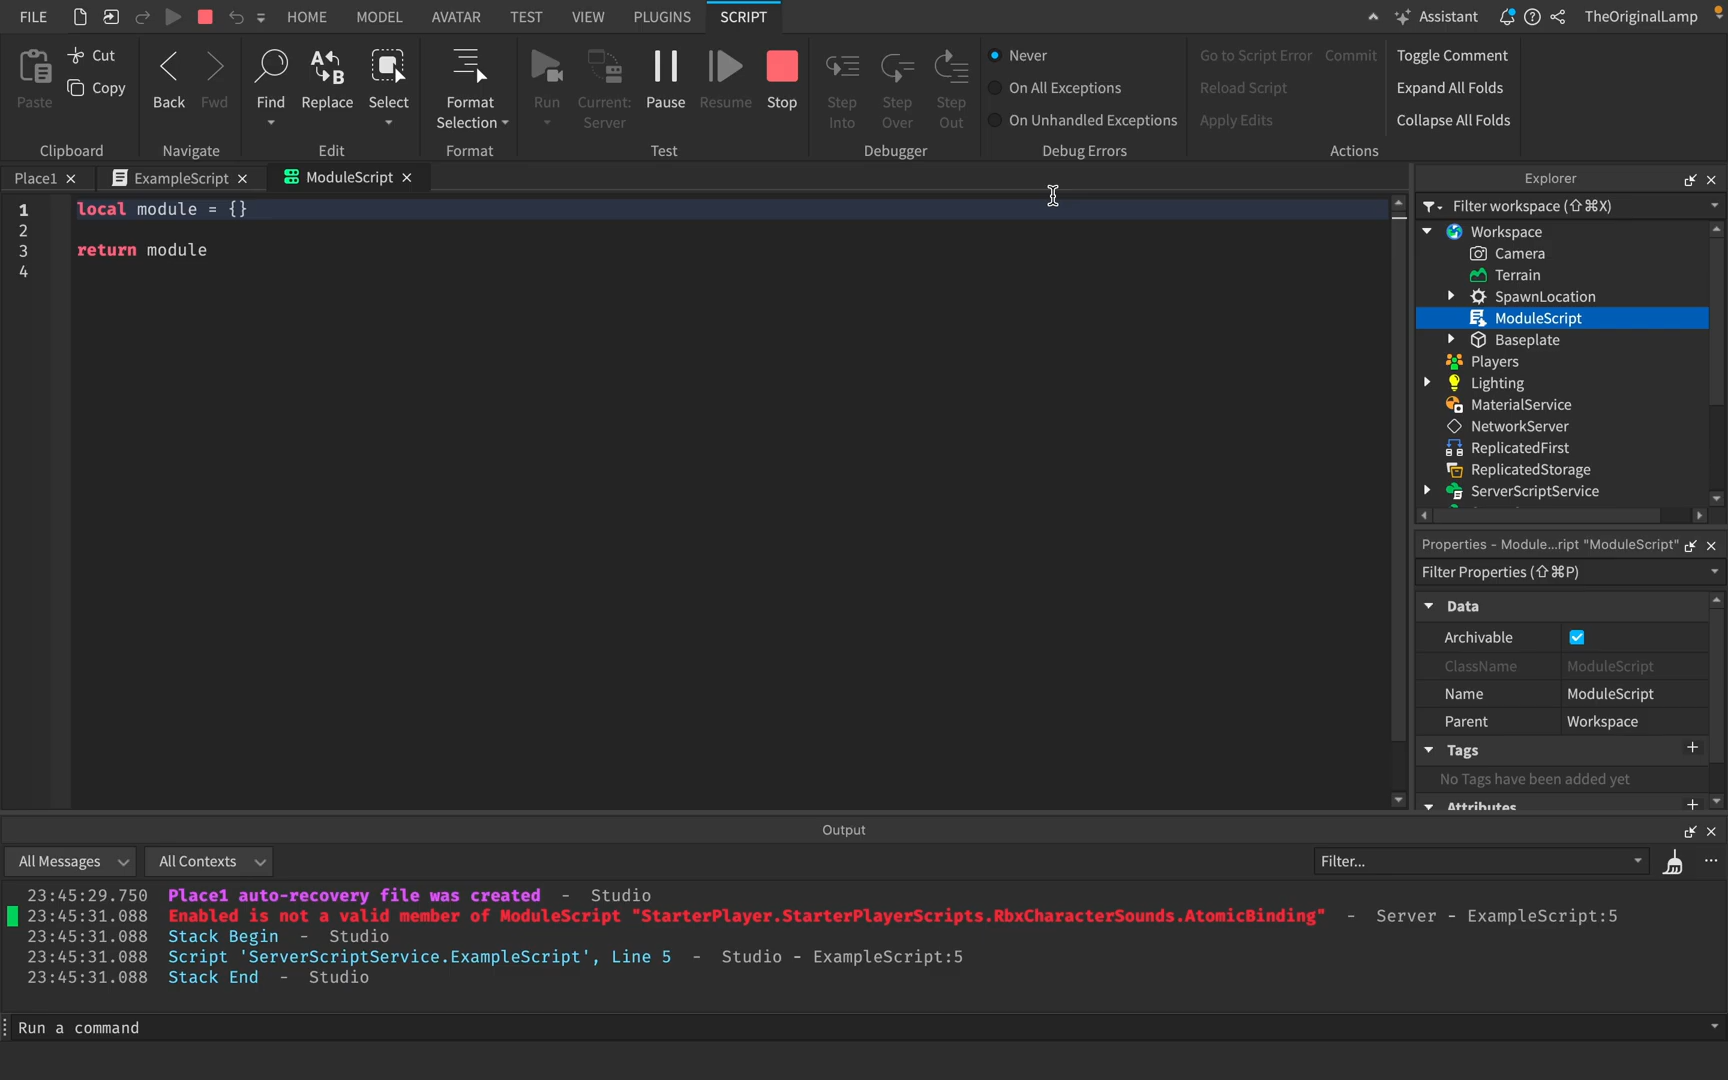 FILE HOME MODEL AVATAR TEST VIEW PLUGINS SCRIPT Assistant TheOriginalLamp
Paste Cut Copy
Clipboard
Back Fwd
Navigate
Find Replace Select
Edit
Format Selection
Format
Run Current: Server Pause Resume Stop
Test
Step Into Step Over Step Out
Debugger
Never
On All Exceptions
On Unhandled Exceptions
Debug Errors
Go to Script Error Commit Toggle Comment
Reload Script Expand All Folds
Apply Edits Collapse All Folds
Actions
Place1 ExampleScript ModuleScript
1 local module = {}
2
3 return module
4
Explorer
Filter workspace (⇧⌘X)
Workspace
Camera
Terrain
SpawnLocation
ModuleScript
Baseplate
Players
Lighting
MaterialService
NetworkServer
ReplicatedFirst
ReplicatedStorage
ServerScriptService
Properties - Module...ript "ModuleScript"
Filter Properties (⇧⌘P)
Data
Archivable
ClassName ModuleScript
Name ModuleScript
Parent Workspace
Tags +
No Tags have been added yet
Attributes +
Output
All Messages All Contexts Filter...
23:45:29.750 Place1 auto-recovery file was created - Studio
23:45:31.088 Enabled is not a valid member of ModuleScript "StarterPlayer.StarterPlayerScripts.RbxCharacterSounds.AtomicBinding" - Server - ExampleScript:5
23:45:31.088 Stack Begin - Studio
23:45:31.088 Script 'ServerScriptService.ExampleScript', Line 5 - Studio - ExampleScript:5
23:45:31.088 Stack End - Studio
Run a command